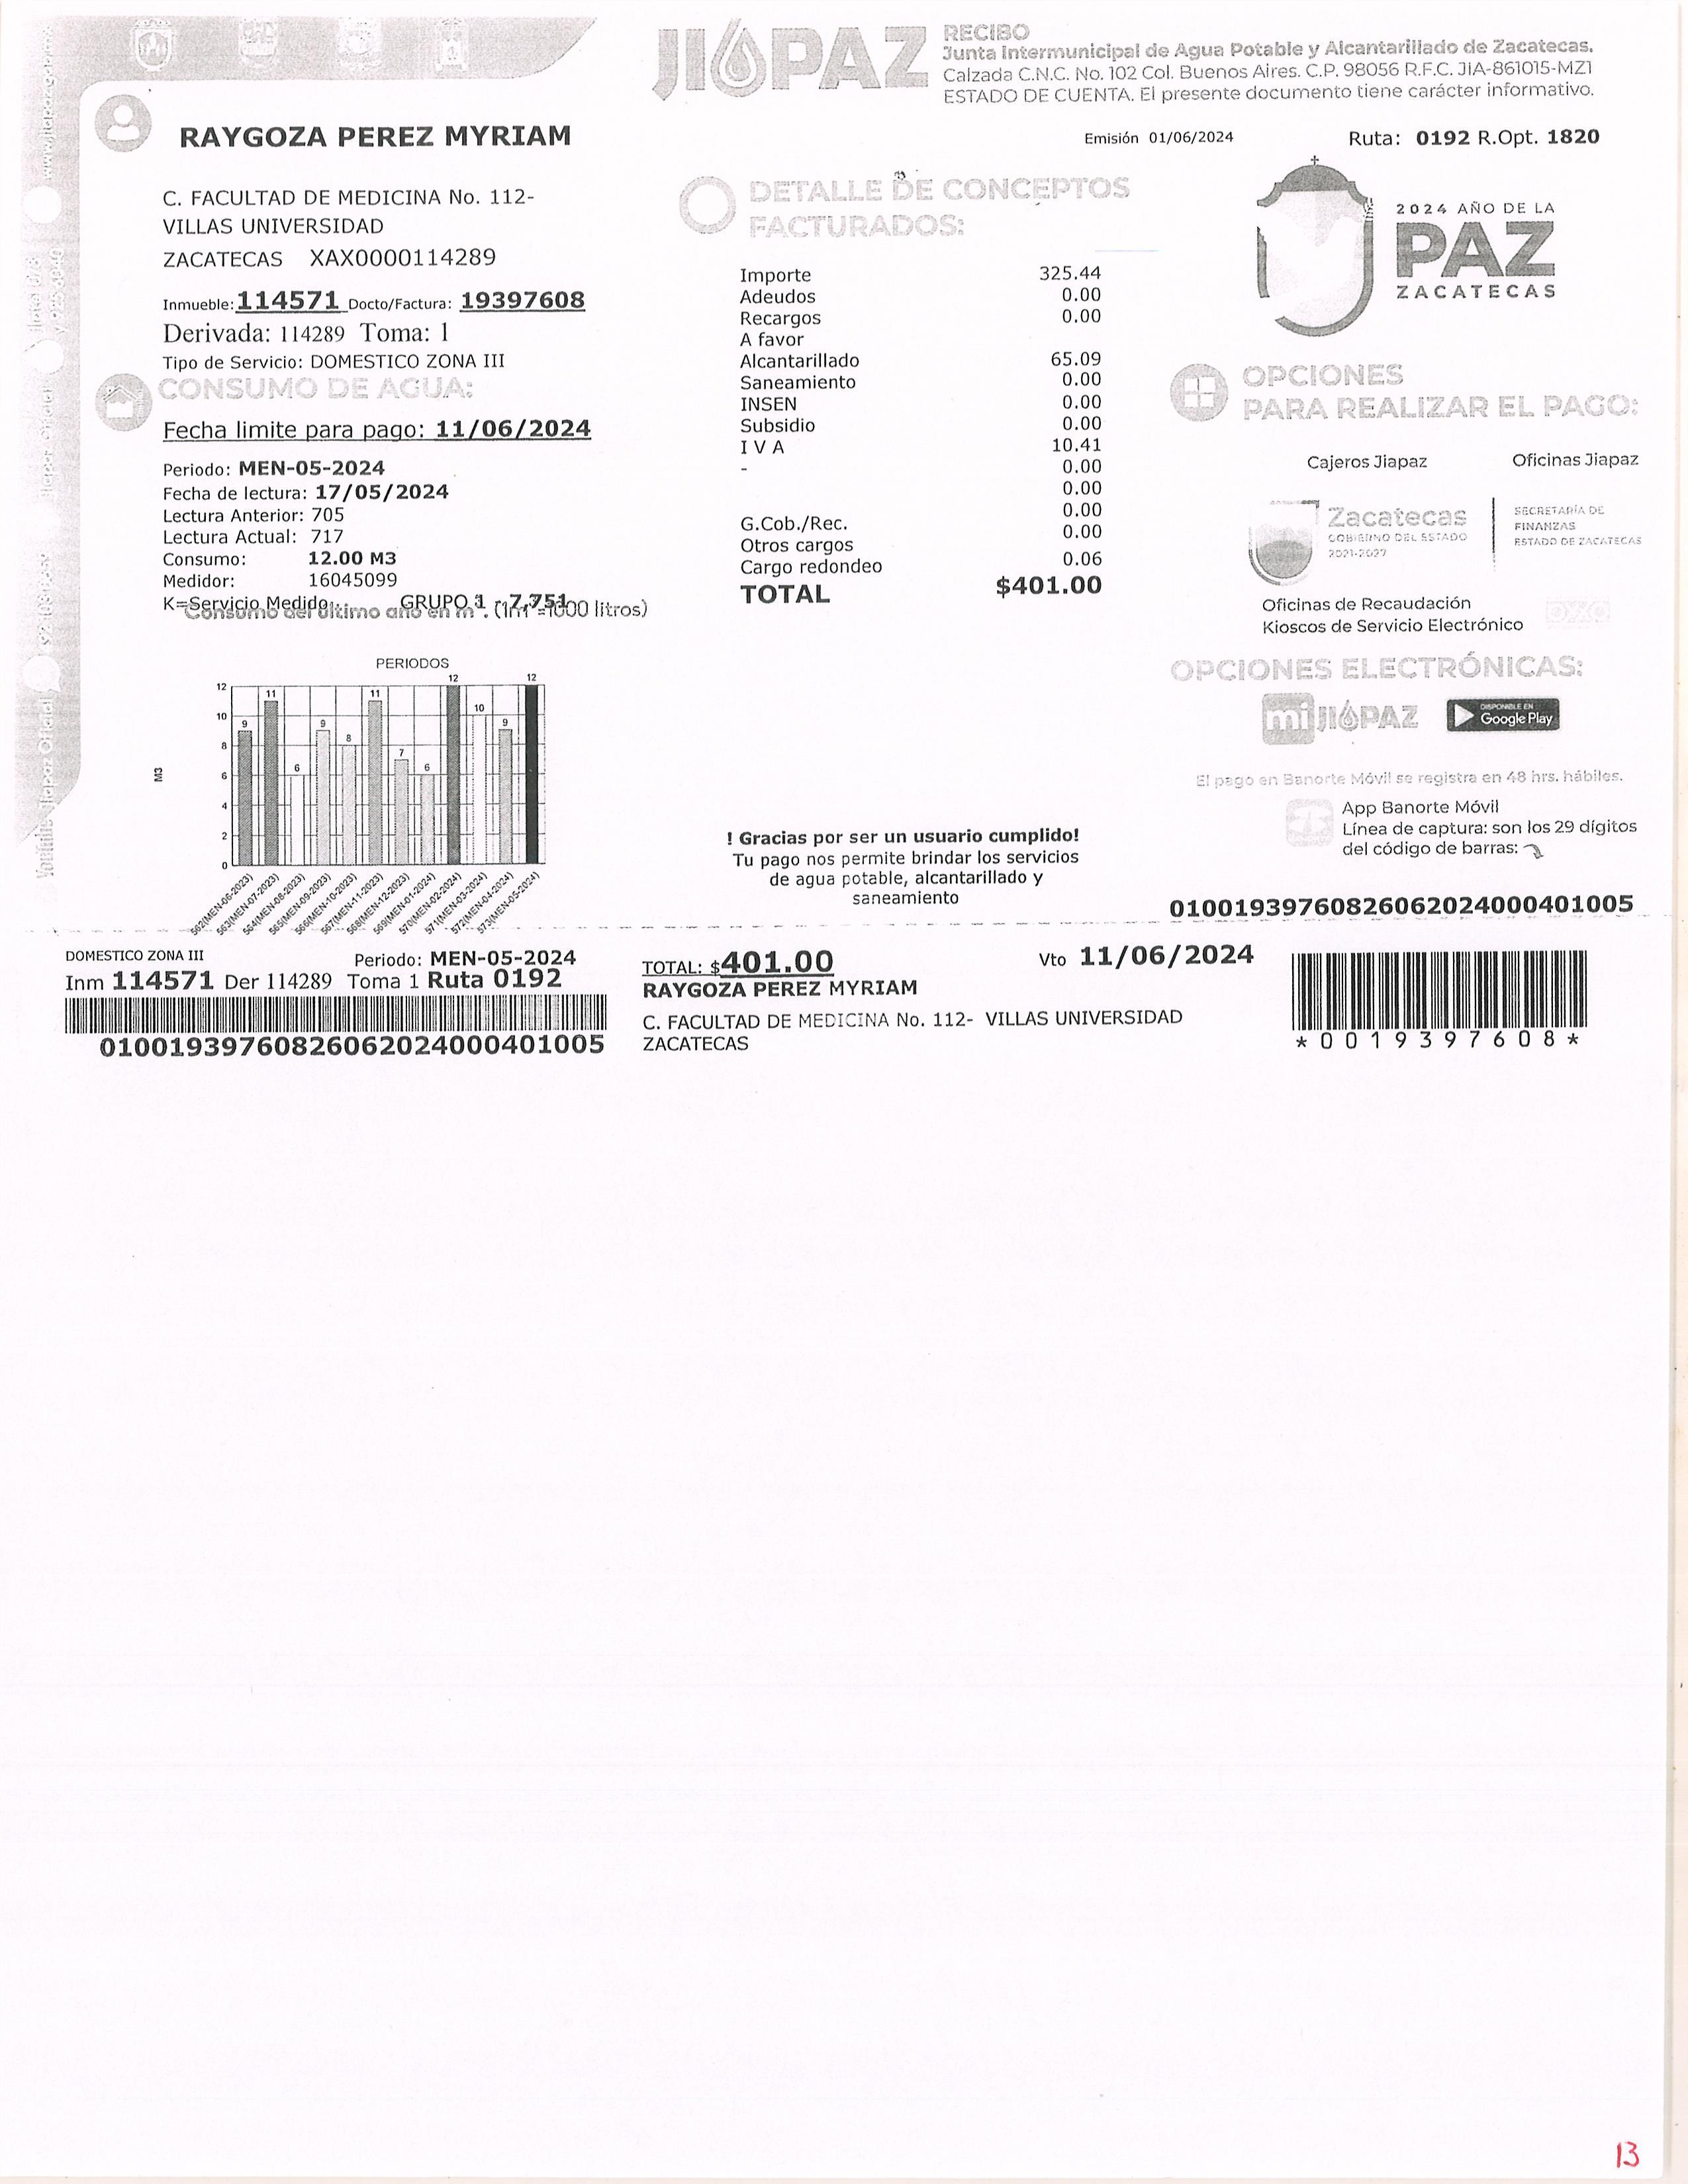 JIAPAZ
RECIBO
Junta Intermunicipal de Agua Potable y Alcantarillado de Zacatecas.
Calzada C.N.C. No. 102 Col. Buenos Aires. C.P. 98056 R.F.C. JIA-861015-MZ1
ESTADO DE CUENTA. El presente documento tiene carácter informativo.
Emisión 01/06/2024
Ruta: 0192 R.Opt. 1820
RAYGOZA PEREZ MYRIAM
C. FACULTAD DE MEDICINA No. 112-
VILLAS UNIVERSIDAD
ZACATECAS XAX0000114289
Inmueble: 114571 Docto/Factura: 19397608
Derivada: 114289 Toma: 1
Tipo de Servicio: DOMESTICO ZONA III
CONSUMO DE AGUA:
Fecha limite para pago: 11/06/2024
Periodo: MEN-05-2024
Fecha de lectura: 17/05/2024
Lectura Anterior: 705
Lectura Actual: 717
Consumo: 12.00 M3
Medidor: 16045099
K=Servicio Medido GRUPO 1 - 7,751
Consumo del último año en m³. (1m³=1000 litros)
PERIODOS
M3
12
10
8
6
4
2
0
9 11 6 9 8 11 7 6 12 10 9 12
562(MEN-06-2023)
563(MEN-07-2023)
564(MEN-08-2023)
565(MEN-09-2023)
566(MEN-10-2023)
567(MEN-11-2023)
568(MEN-12-2023)
569(MEN-01-2024)
570(MEN-02-2024)
571(MEN-03-2024)
572(MEN-04-2024)
573(MEN-05-2024)
DETALLE DE CONCEPTOS
FACTURADOS:
Importe 325.44
Adeudos 0.00
Recargos 0.00
A favor
Alcantarillado 65.09
Saneamiento 0.00
INSEN 0.00
Subsidio 0.00
I V A 10.41
- 0.00
0.00
G.Cob./Rec. 0.00
Otros cargos 0.00
Cargo redondeo 0.06
TOTAL $401.00
! Gracias por ser un usuario cumplido!
Tu pago nos permite brindar los servicios
de agua potable, alcantarillado y
saneamiento
2024 AÑO DE LA
PAZ
ZACATECAS
OPCIONES
PARA REALIZAR EL PAGO:
Cajeros Jiapaz Oficinas Jiapaz
Zacatecas
GOBIERNO DEL ESTADO
2021-2027
SECRETARÍA DE
FINANZAS
ESTADO DE ZACATECAS
Oficinas de Recaudación
Kioscos de Servicio Electrónico
OXXO
OPCIONES ELECTRÓNICAS:
mi JIAPAZ
DISPONIBLE EN
Google Play
El pago en Banorte Móvil se registra en 48 hrs. hábiles.
App Banorte Móvil
Línea de captura: son los 29 dígitos
del código de barras:
01001939760826062024000401005
DOMESTICO ZONA III Periodo: MEN-05-2024
Inm 114571 Der 114289 Toma 1 Ruta 0192
01001939760826062024000401005
TOTAL: $401.00
Vto 11/06/2024
RAYGOZA PEREZ MYRIAM
C. FACULTAD DE MEDICINA No. 112- VILLAS UNIVERSIDAD
ZACATECAS
*0019397608*
13